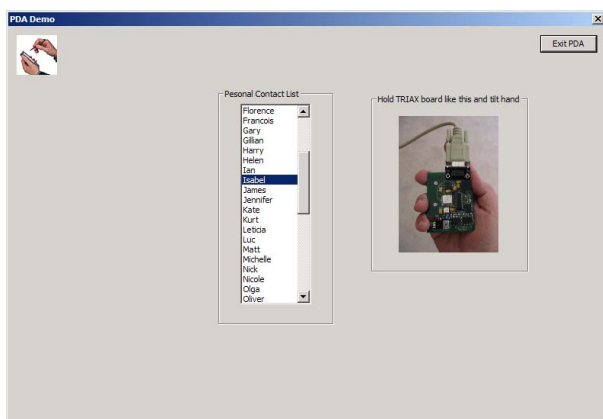 PDA Demo
Exit PDA
Pesonal Contact List
Florence
Francois
Gary
Gillian
Harry
Helen
Ian
Isabel
James
Jennifer
Kate
Kurt
Leticia
Luc
Matt
Michelle
Nick
Nicole
Olga
Oliver
Hold TRIAX board like this and tilt hand